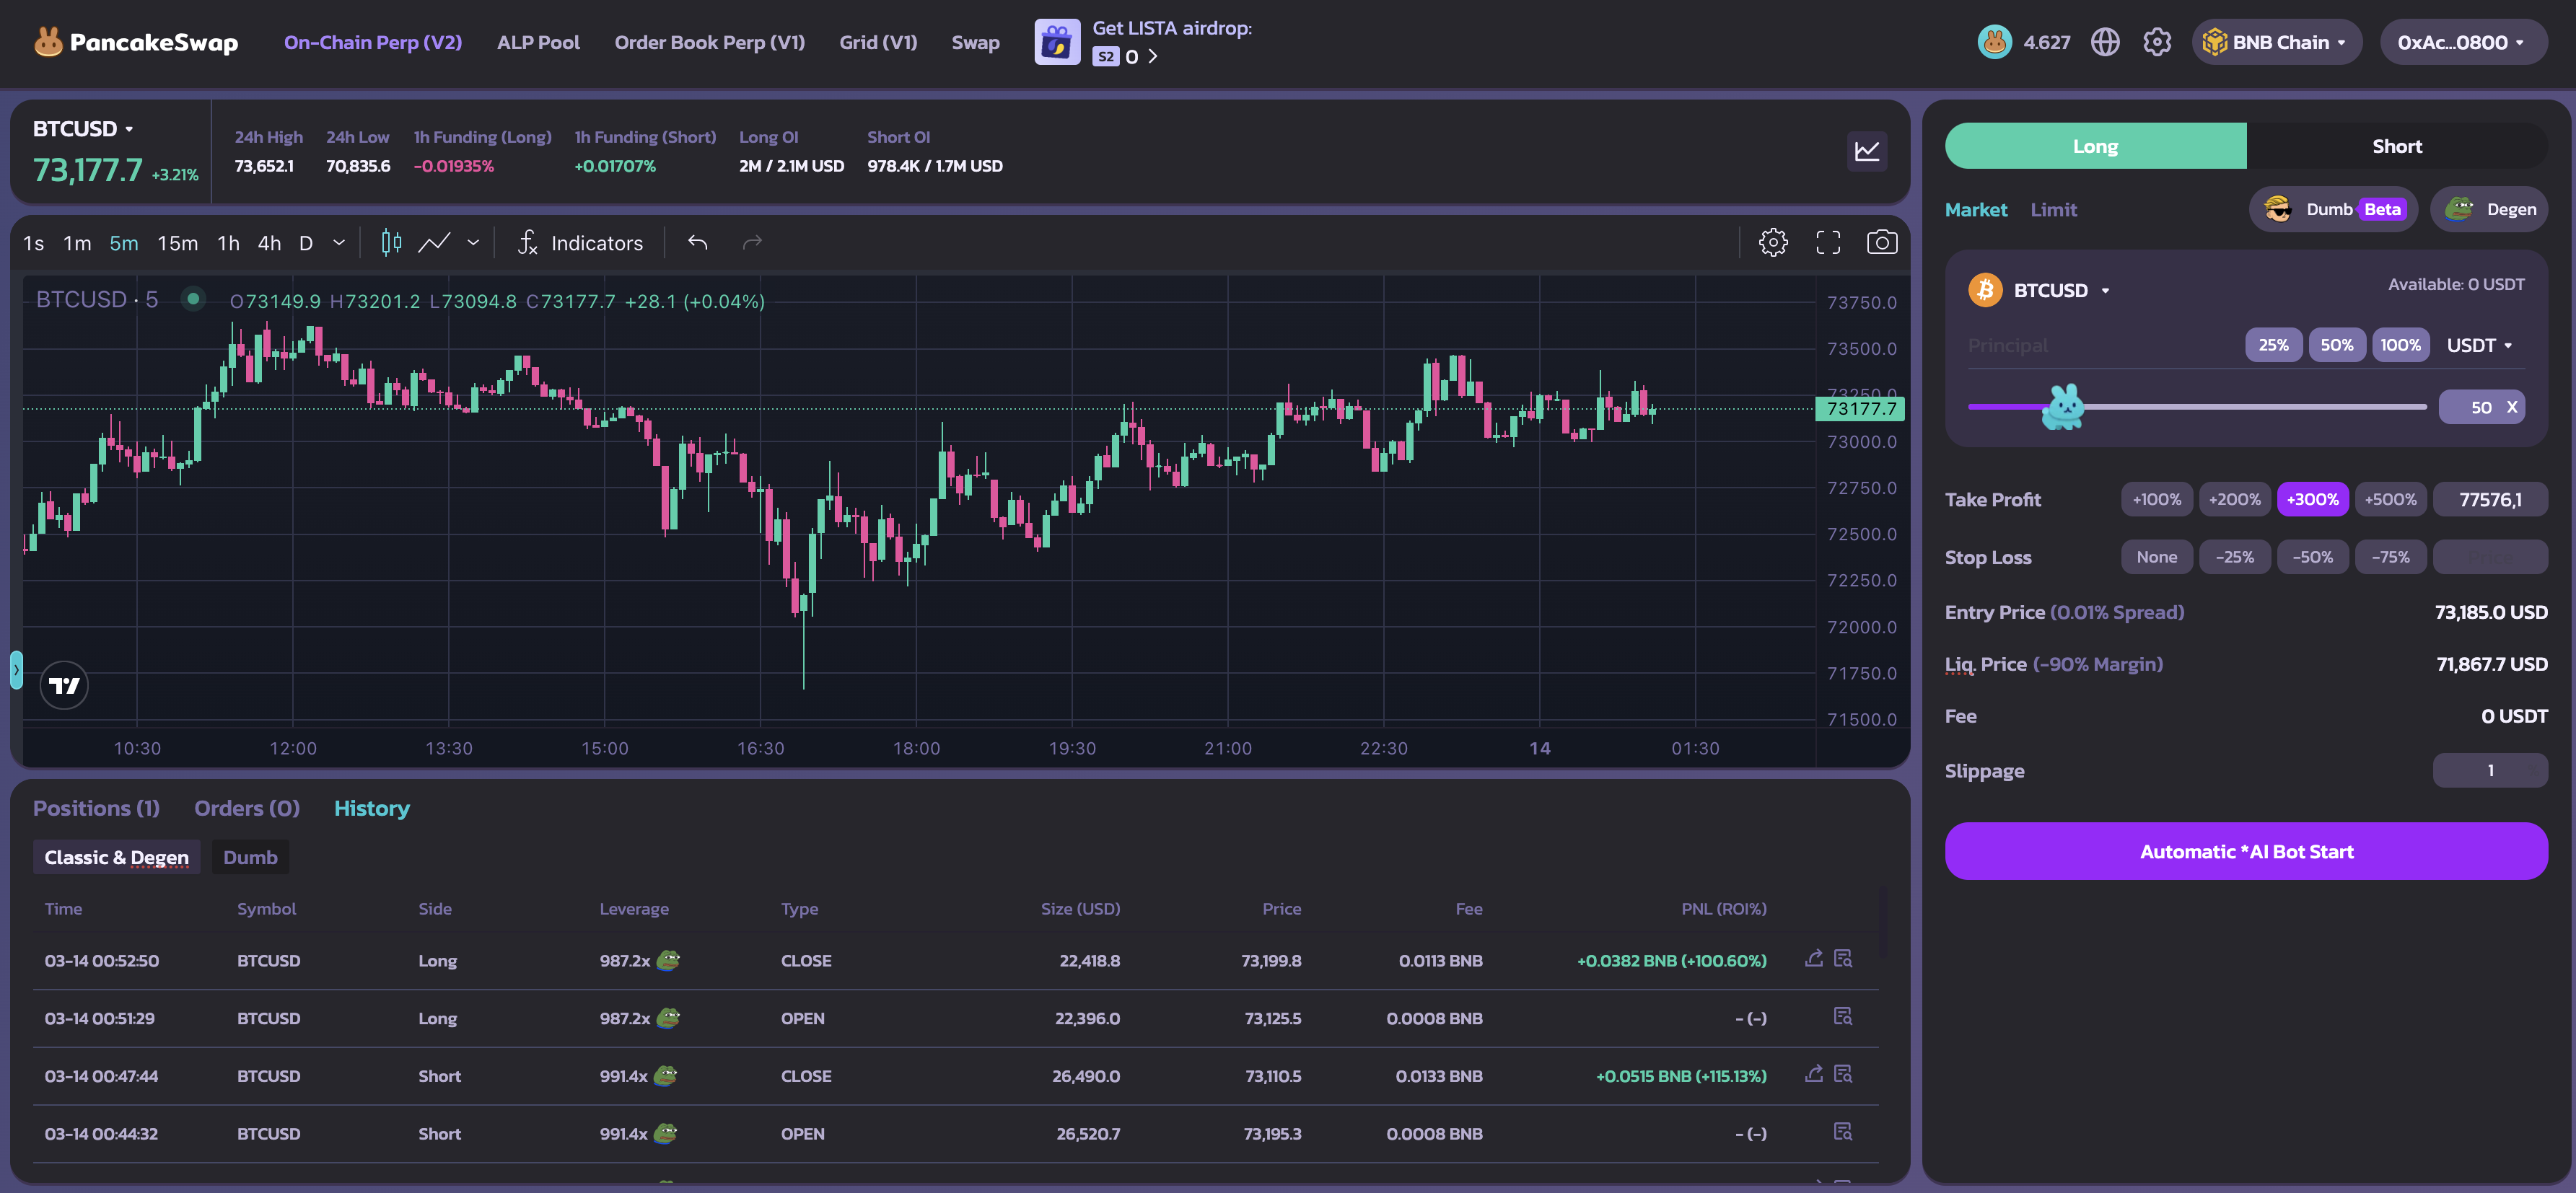 PancakeSwap
On-Chain Perp (V2) ALP Pool Order Book Perp (V1) Grid (V1) Swap
Get LISTA airdrop:
S2 0
4.627 BNB Chain 0xAc...0800
BTCUSD
73,177.7 +3.21%
24h High 24h Low 1h Funding (Long) 1h Funding (Short) Long OI Short OI
73,652.1 70,835.6 -0.01935% +0.01707% 2M / 2.1M USD 978.4K / 1.7M USD
1s 1m 5m 15m 1h 4h D Indicators
BTCUSD · 5 O73149.9 H73201.2 L73094.8 C73177.7 +28.1 (+0.04%)
73750.0
73500.0
73250.0
73177.7
73000.0
72750.0
72500.0
72250.0
72000.0
71750.0
71500.0
10:30 12:00 13:30 15:00 16:30 18:00 19:30 21:00 22:30 14 01:30
Positions (1) Orders (0) History
Classic & Degen Dumb
Time Symbol Side Leverage Type Size (USD) Price Fee PNL (ROI%)
03-14 00:52:50 BTCUSD Long 987.2x CLOSE 22,418.8 73,199.8 0.0113 BNB +0.0382 BNB (+100.60%)
03-14 00:51:29 BTCUSD Long 987.2x OPEN 22,396.0 73,125.5 0.0008 BNB - (-)
03-14 00:47:44 BTCUSD Short 991.4x CLOSE 26,490.0 73,110.5 0.0133 BNB +0.0515 BNB (+115.13%)
03-14 00:44:32 BTCUSD Short 991.4x OPEN 26,520.7 73,195.3 0.0008 BNB - (-)
Long Short
Market Limit Dumb Beta Degen
BTCUSD Available: 0 USDT
Principal 25% 50% 100% USDT
50 X
Take Profit +100% +200% +300% +500% 77576,1
Stop Loss None -25% -50% -75%
Entry Price (0.01% Spread) 73,185.0 USD
Liq. Price (-90% Margin) 71,867.7 USD
Fee 0 USDT
Slippage 1
Automatic *AI Bot Start